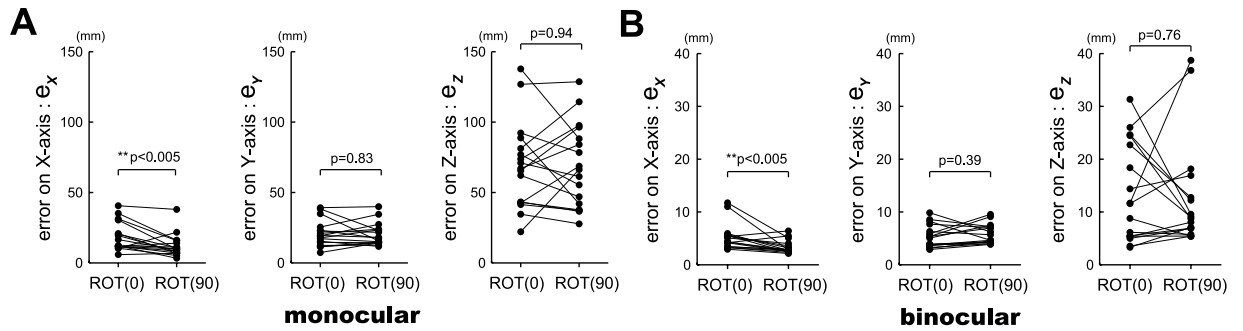 A
(mm)
150
100
50
0
error on X-axis : eX
**p<0.005
ROT(0) ROT(90)
(mm)
150
100
50
0
error on Y-axis : eY
p=0.83
ROT(0) ROT(90)
(mm)
150
100
50
0
error on Z-axis : eZ
p=0.94
ROT(0) ROT(90)
monocular
B
(mm)
40
30
20
10
0
error on X-axis : eX
**p<0.005
ROT(0) ROT(90)
(mm)
40
30
20
10
0
error on Y-axis : eY
p=0.39
ROT(0) ROT(90)
(mm)
40
30
20
10
0
error on Z-axis : eZ
p=0.76
ROT(0) ROT(90)
binocular